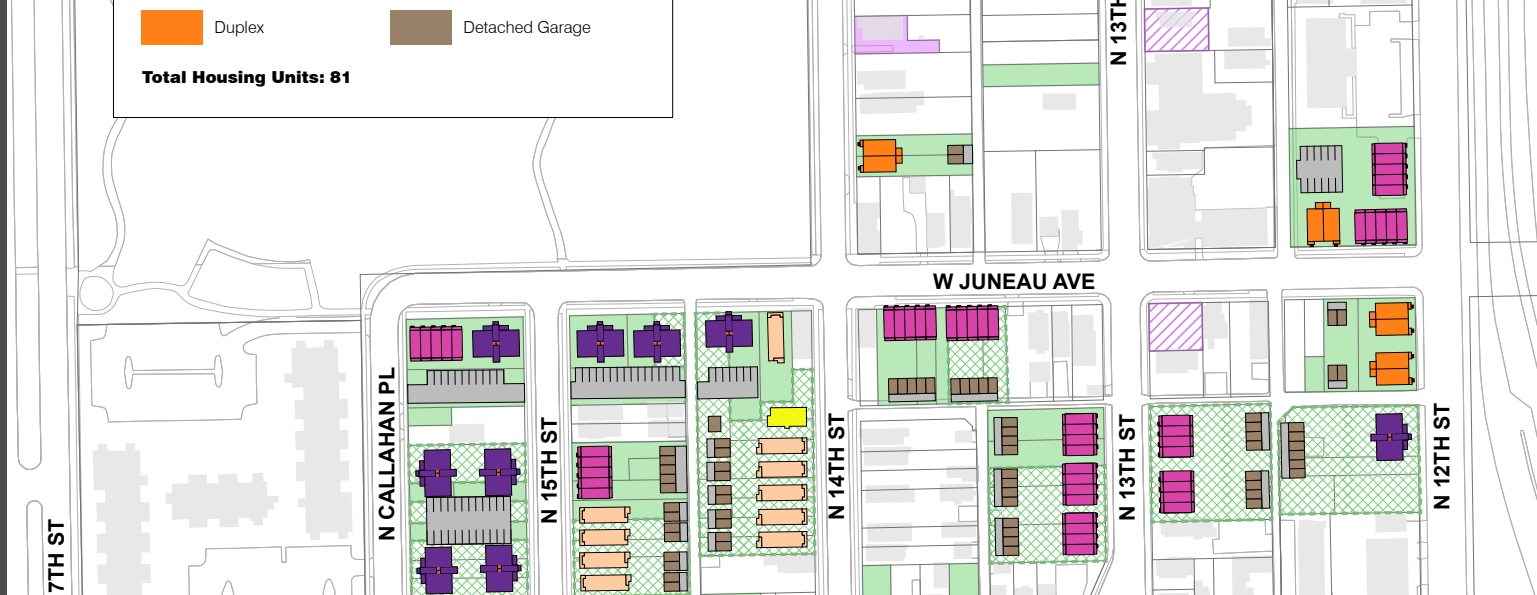 Duplex
Detached Garage
Total Housing Units: 81
N 13TH
W JUNEAU AVE
N CALLAHAN PL
N 15TH ST
N 14TH ST
N 13TH ST
N 12TH ST
7TH ST